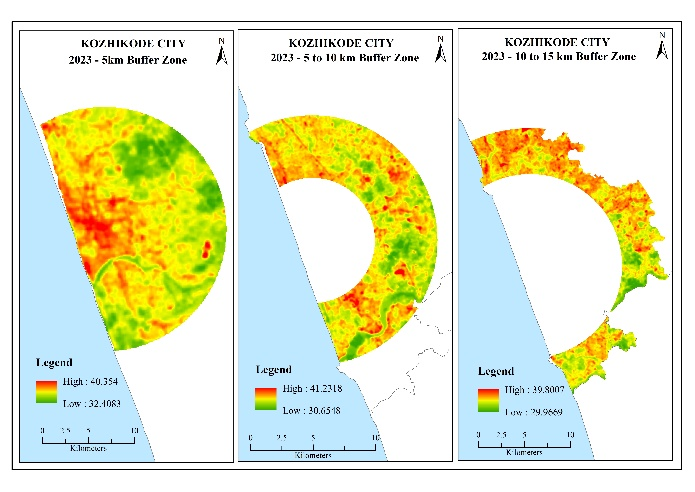 KOZHIKODE CITY
2023 - 5km Buffer Zone
N
Legend
High : 40.354
Low : 32.4083
0 2.5 5 10
Kilometers
KOZHIKODE CITY
2023 - 5 to 10 km Buffer Zone
N
Legend
High : 41.2318
Low : 30.6548
0 2.5 5 10
Kilometers
KOZHIKODE CITY
2023 - 10 to 15 km Buffer Zone
N
Legend
High : 39.8007
Low : 29.9669
0 2.5 5 10
Kilometers